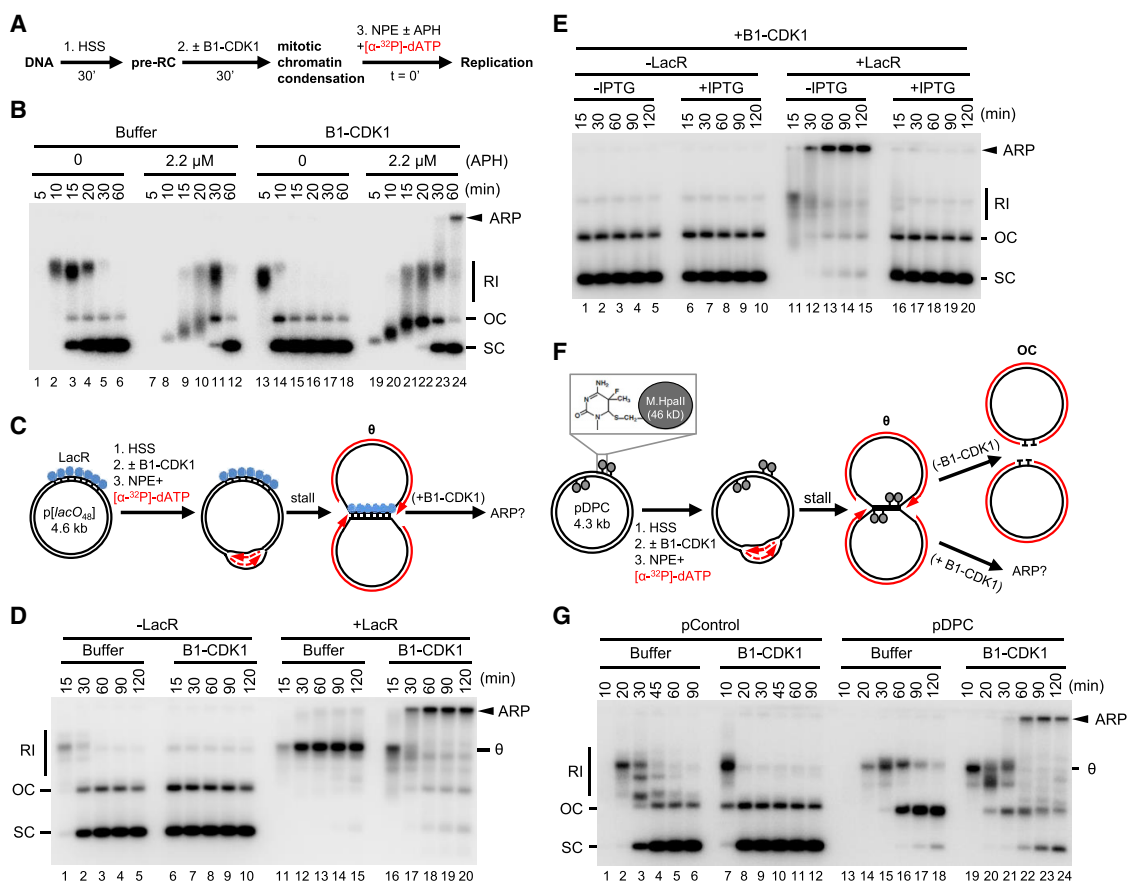 A
1. HSS
30'
2. ± B1-CDK1
30'
3. NPE ± APH
+[α-³²P]-dATP
t = 0'
DNA
pre-RC
mitotic
chromatin
condensation
Replication
B
Buffer
B1-CDK1
0
2.2 µM
0
2.2 µM
(APH)
5 10 15 20 30 60 5 10 15 20 30 60 5 10 15 20 30 60 5 10 15 20 30 60
(min)
ARP
RI
OC
SC
1 2 3 4 5 6 7 8 9 10 11 12 13 14 15 16 17 18 19 20 21 22 23 24
C
LacR
p[lacO₄₈]
4.6 kb
1. HSS
2. ± B1-CDK1
3. NPE+
[α-³²P]-dATP
stall
θ
(+B1-CDK1)
ARP?
D
-LacR
+LacR
Buffer
B1-CDK1
Buffer
B1-CDK1
15 30 60 90 120 15 30 60 90 120 15 30 60 90 120 15 30 60 90 120
(min)
ARP
RI
θ
OC
SC
1 2 3 4 5 6 7 8 9 10 11 12 13 14 15 16 17 18 19 20
E
+B1-CDK1
-LacR
+LacR
-IPTG
+IPTG
-IPTG
+IPTG
15 30 60 90 120 15 30 60 90 120 15 30 60 90 120 15 30 60 90 120
(min)
ARP
RI
OC
SC
1 2 3 4 5 6 7 8 9 10 11 12 13 14 15 16 17 18 19 20
F
NH₂
F
N
CH₃
O
N
S
CH₂
M.HpaII
(46 kD)
pDPC
4.3 kb
1. HSS
2. ± B1-CDK1
3. NPE+
[α-³²P]-dATP
stall
θ
(-B1-CDK1)
OC
(+ B1-CDK1)
ARP?
G
pControl
pDPC
Buffer
B1-CDK1
Buffer
B1-CDK1
10 20 30 45 60 90 10 20 30 45 60 90 10 20 30 60 90 120 10 20 30 60 90 120
(min)
ARP
RI
θ
OC
SC
1 2 3 4 5 6 7 8 9 10 11 12 13 14 15 16 17 18 19 20 21 22 23 24